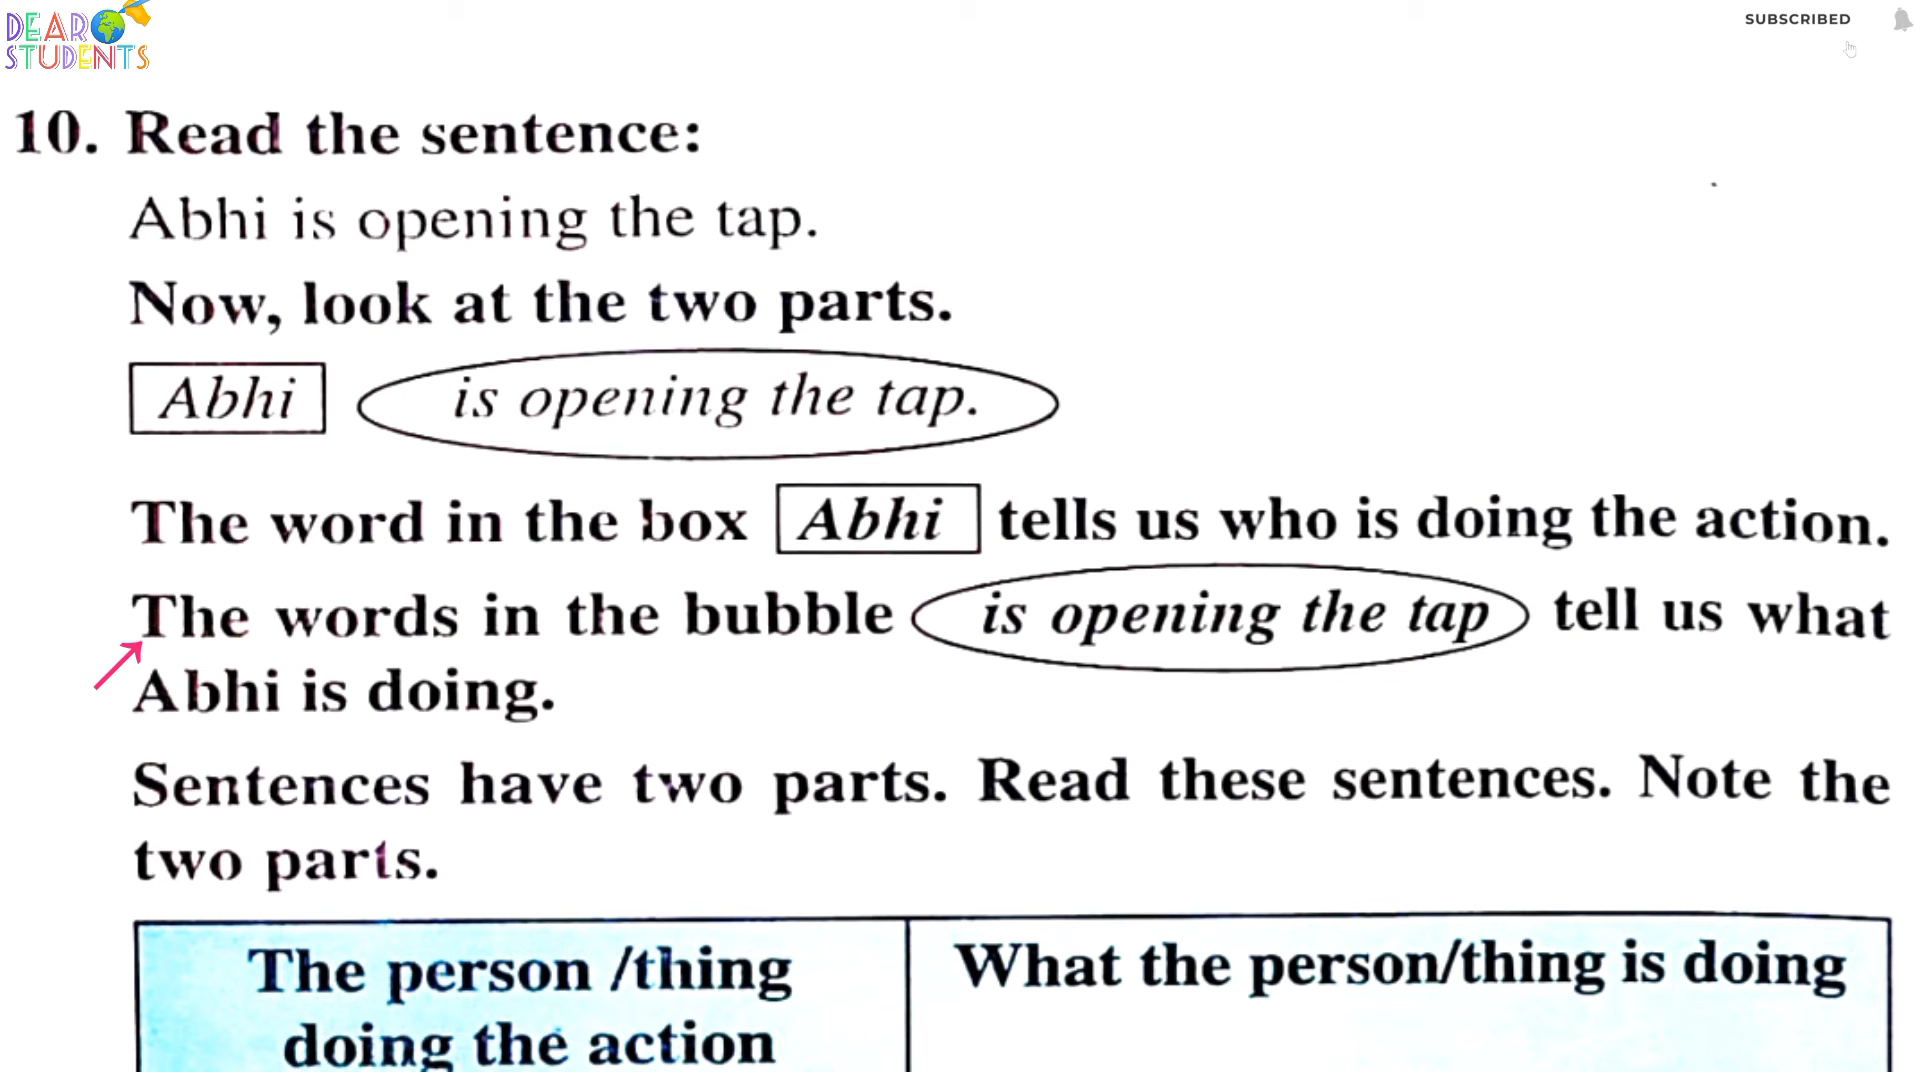 DEAR
STUDENTS
SUBSCRIBED
10. Read the sentence:
Abhi is opening the tap.
Now, look at the two parts.
Abhi is opening the tap.
The word in the box Abhi tells us who is doing the action.
The words in the bubble is opening the tap tell us what
Abhi is doing.
Sentences have two parts. Read these sentences. Note the
two parts.
The person /thing
doing the action
What the person/thing is doing